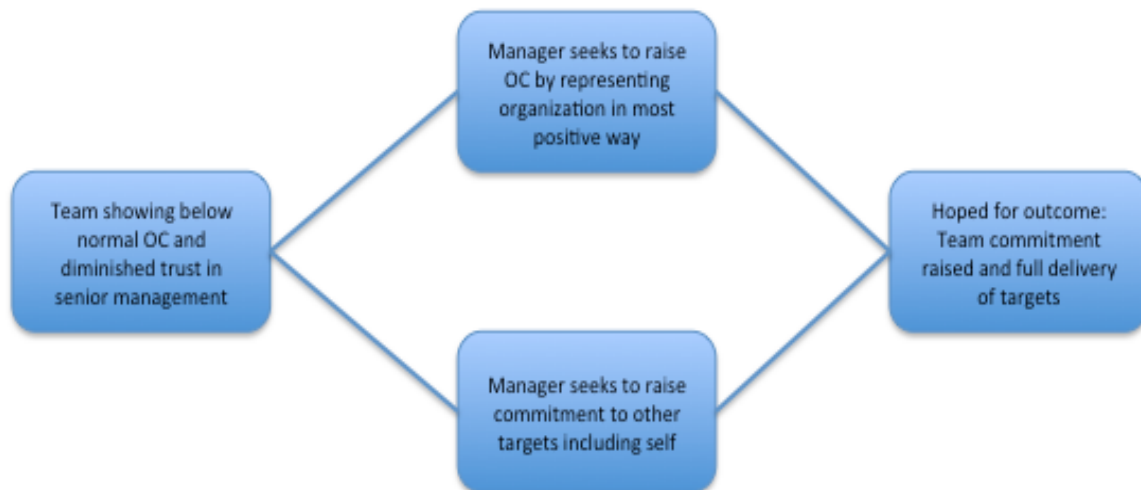 Team showing below
normal OC and
diminished trust in
senior management
Manager seeks to raise
OC by representing
organization in most
positive way
Manager seeks to raise
commitment to other
targets including self
Hoped for outcome:
Team commitment
raised and full delivery
of targets